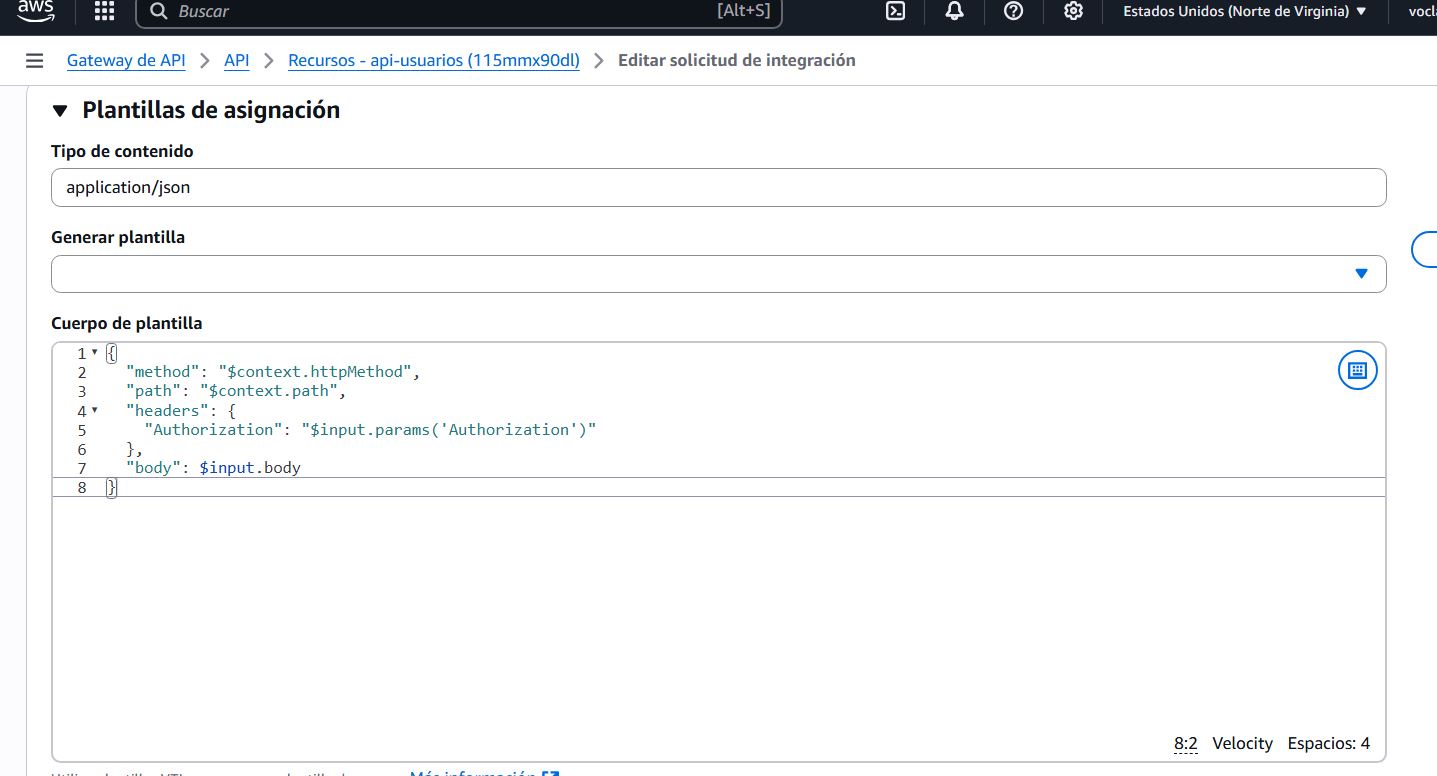 aws
Buscar [Alt+S] Estados Unidos (Norte de Virginia)
Gateway de API API Recursos - api-usuarios (115mmx90dl) Editar solicitud de integración
Plantillas de asignación
Tipo de contenido
application/json
Generar plantilla
Cuerpo de plantilla
1 {
2 "method": "$context.httpMethod",
3 "path": "$context.path",
4 "headers": {
5 "Authorization": "$input.params('Authorization')"
6 },
7 "body": $input.body
8 }
8:2 Velocity Espacios: 4
Más información